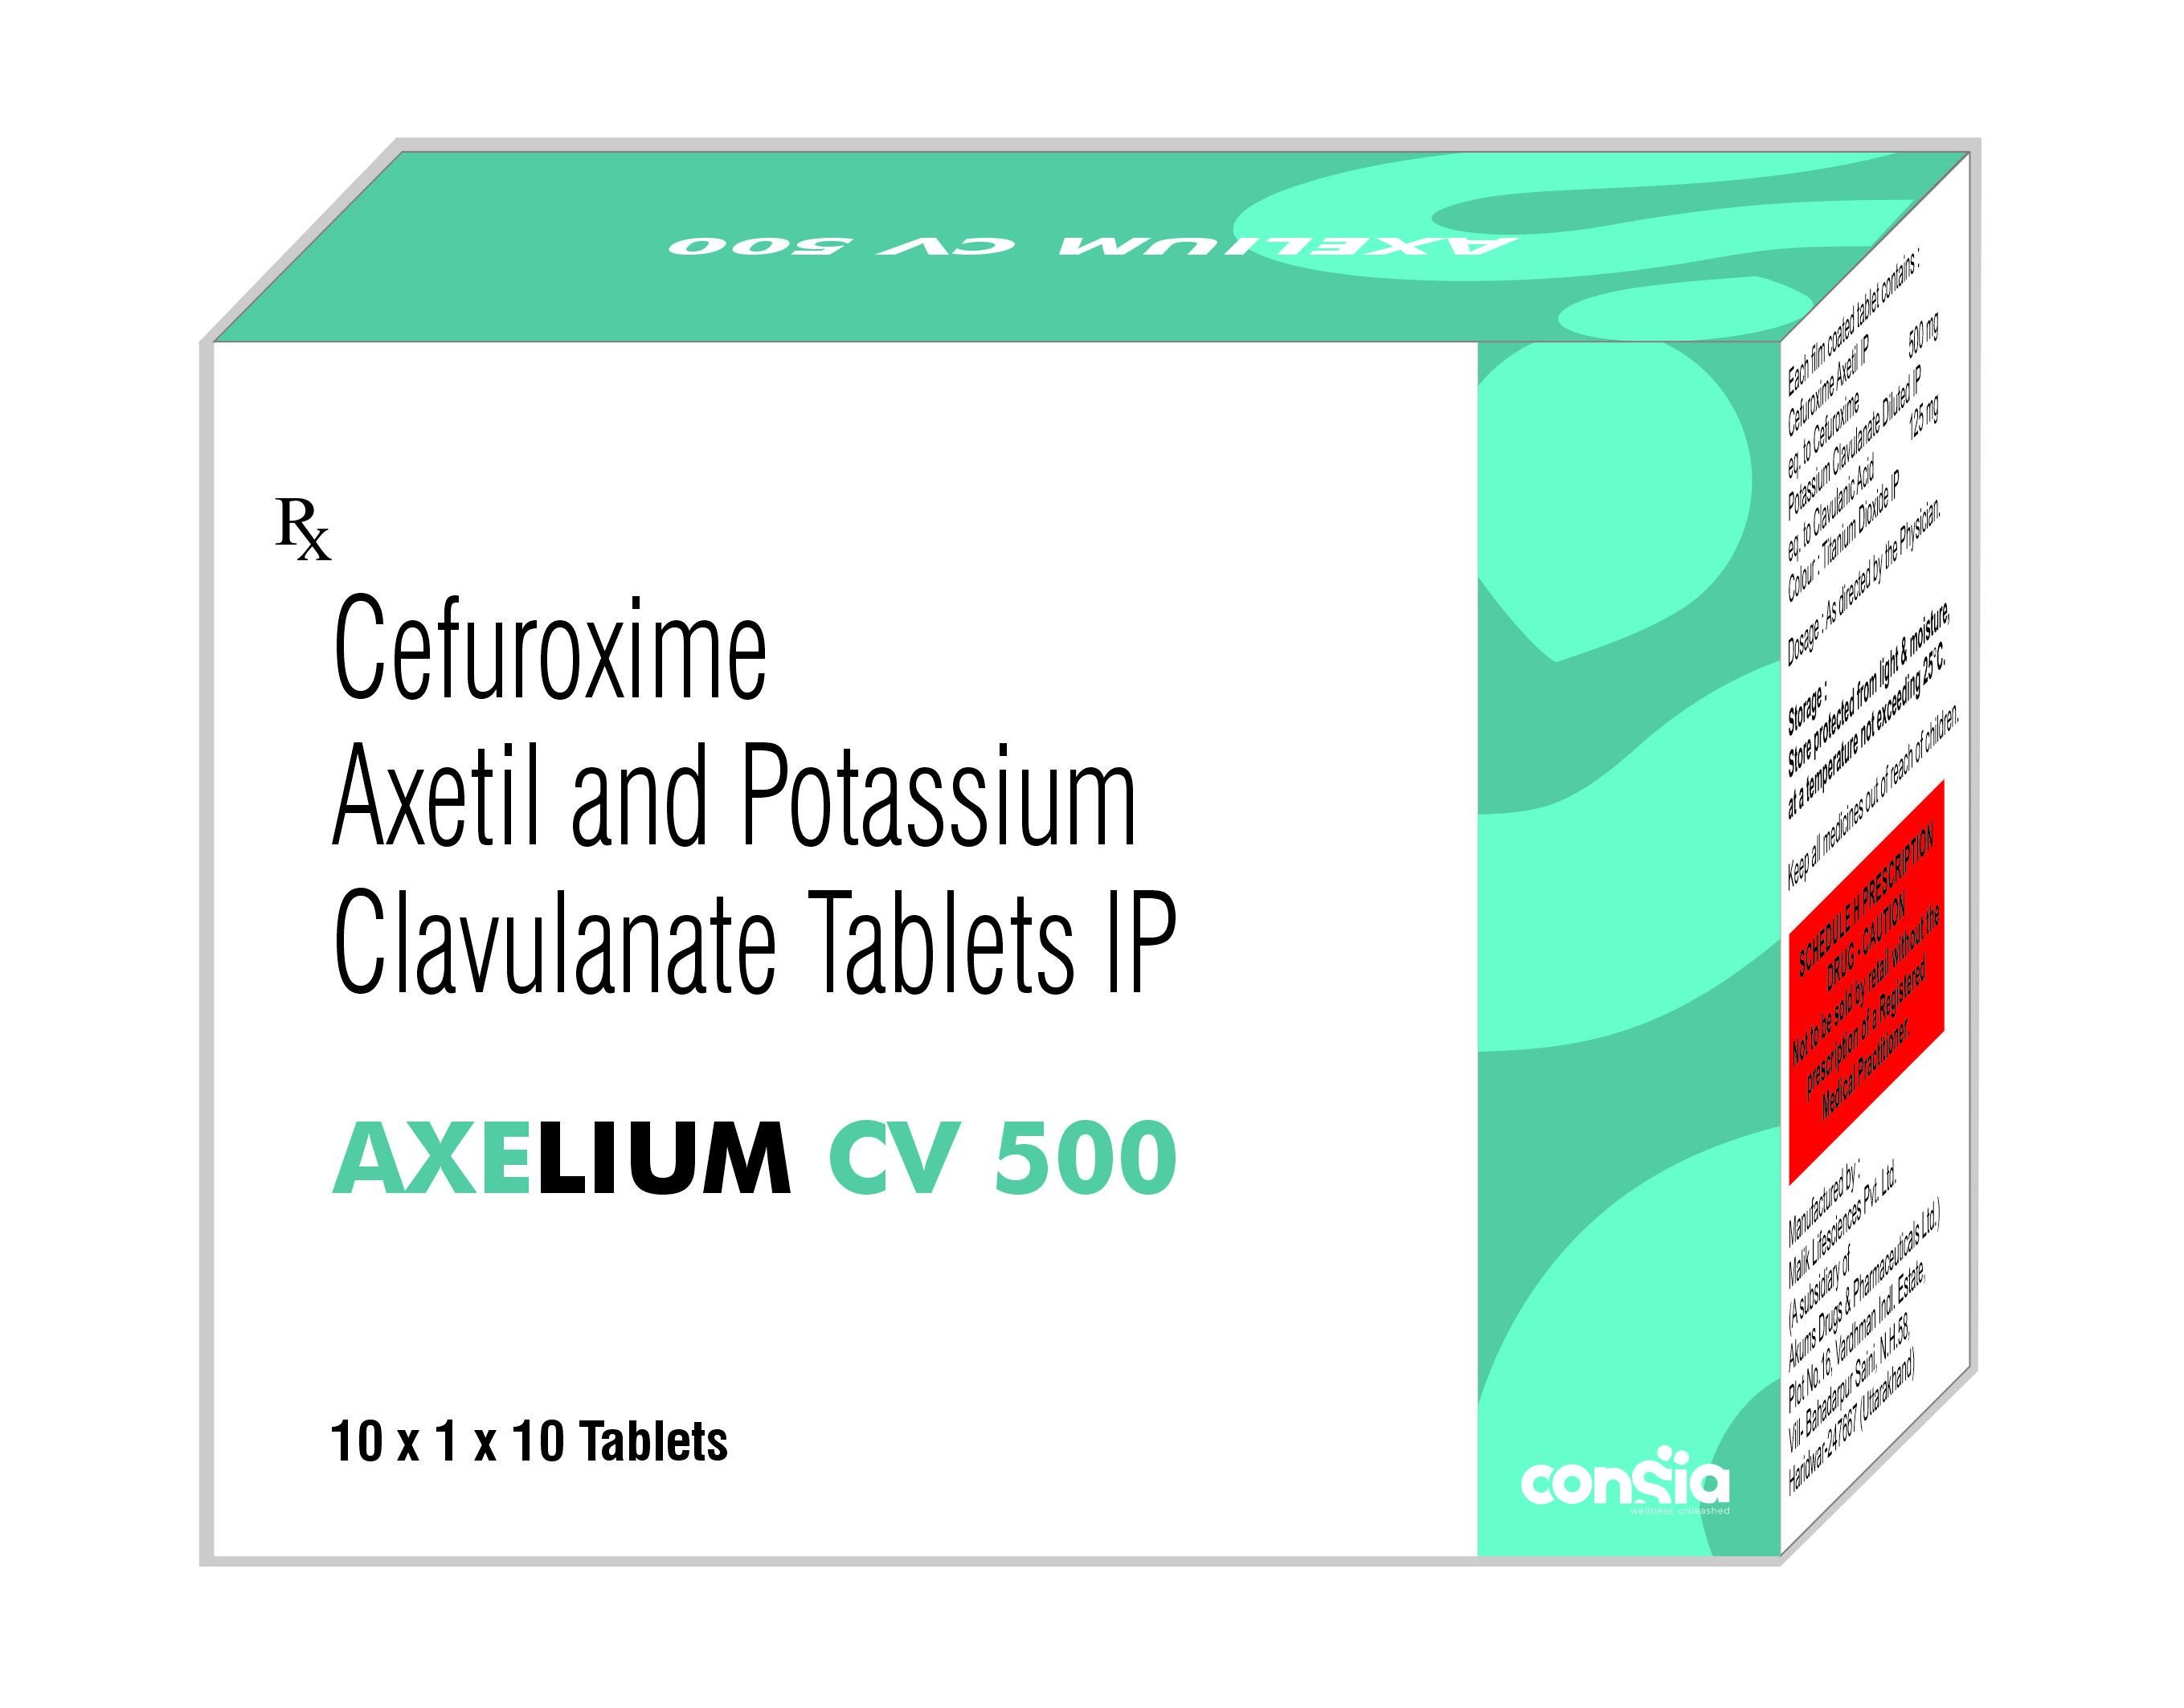 AXELIUM CV 500
Rx
Cefuroxime
Axetil and Potassium
Clavulanate Tablets IP
AXELIUM CV 500
10 x 1 x 10 Tablets
consia
wellness unleashed
Each film coated tablet contains :
Cefuroxime Axetil IP
eq. to Cefuroxime 500 mg
Potassium Clavulanate Diluted IP
eq. to Clavulanic Acid 125 mg
Colour : Titanium Dioxide IP
Dosage : As directed by the Physician.
Storage :
Store protected from light & moisture,
at a temperature not exceeding 25°C.
Keep all medicines out of reach of children.
SCHEDULE H PRESCRIPTION
DRUG - CAUTION
Not to be sold by retail without the
prescription of a Registered
Medical Practitioner.
Manufactured by :
Malik Lifesciences Pvt. Ltd.
(A subsidiary of
Akums Drugs & Pharmaceuticals Ltd.)
Plot No. 16, Vardhman Indl. Estate,
Vill- Bahadarpur Saini, N.H.58,
Haridwar-247667 (Uttarakhand)